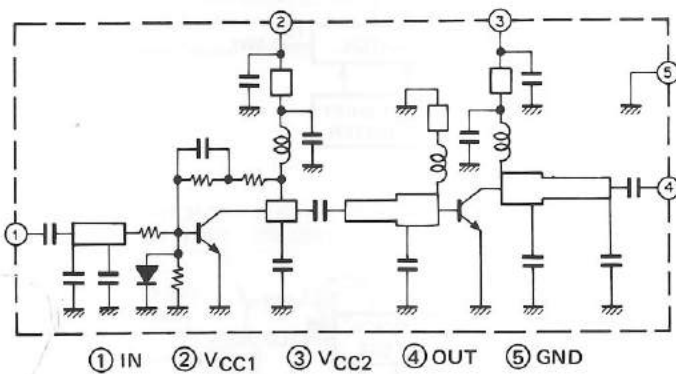 ② ③
⑤
① ④
① IN ② VCC1 ③ VCC2 ④ OUT ⑤ GND